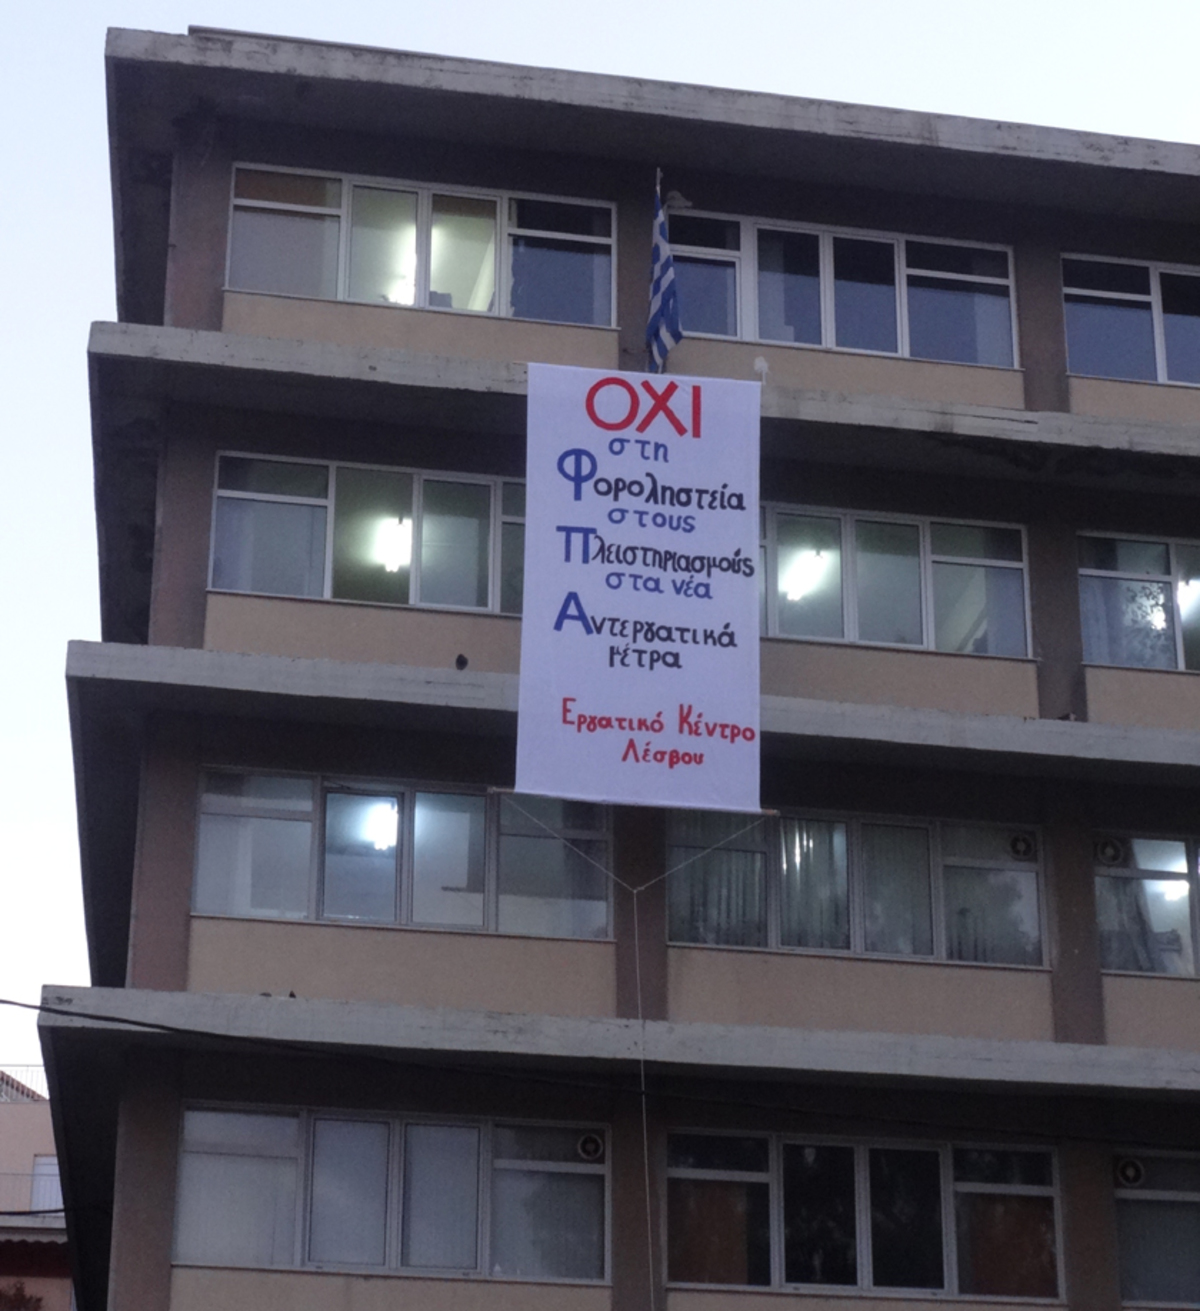 ΟΧΙ
στη
Φοροληστεία
στους
Πλειστηριασμούς
στα νέα
Αντεργατικά
μέτρα
Εργατικό Κέντρο
Λέσβου